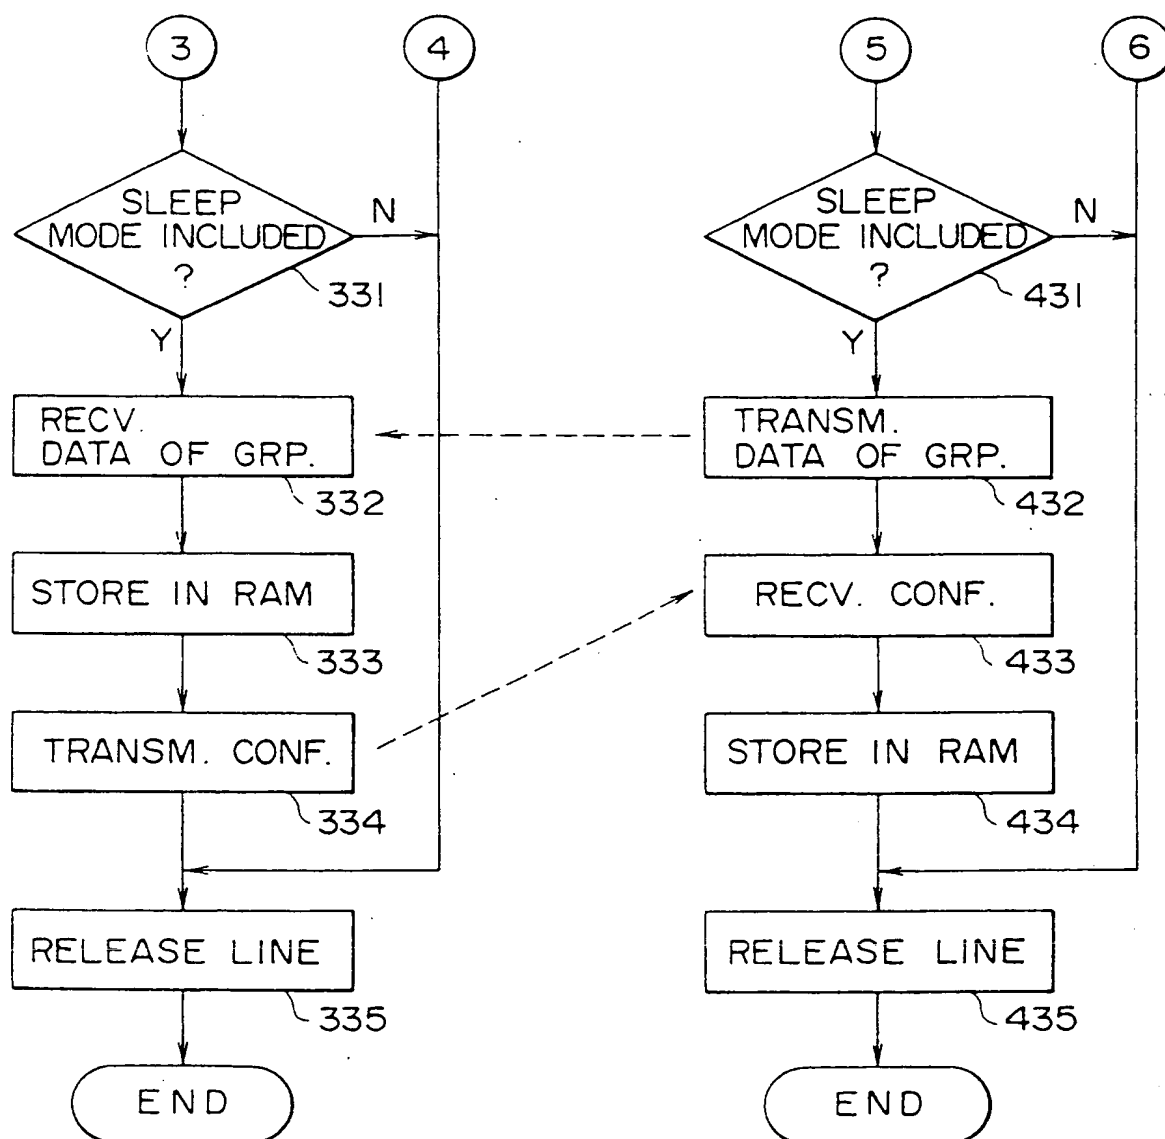 3
4
SLEEP
MODE INCLUDED
?
N
331
Y
RECV.
DATA OF GRP.
332
STORE IN RAM
333
TRANSM. CONF.
334
RELEASE LINE
335
END
5
6
SLEEP
MODE INCLUDED
?
N
431
Y
TRANSM.
DATA OF GRP.
432
RECV. CONF.
433
STORE IN RAM
434
RELEASE LINE
435
END